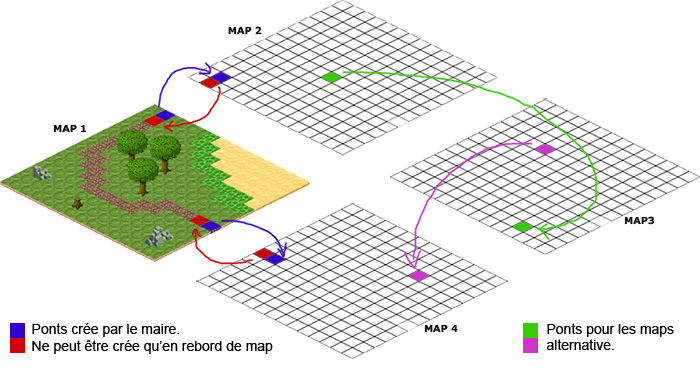 MAP 2
MAP 1
MAP3
MAP 4
Ponts crée par le maire.
Ne peut être crée qu'en rebord de map
Ponts pour les maps
alternative.